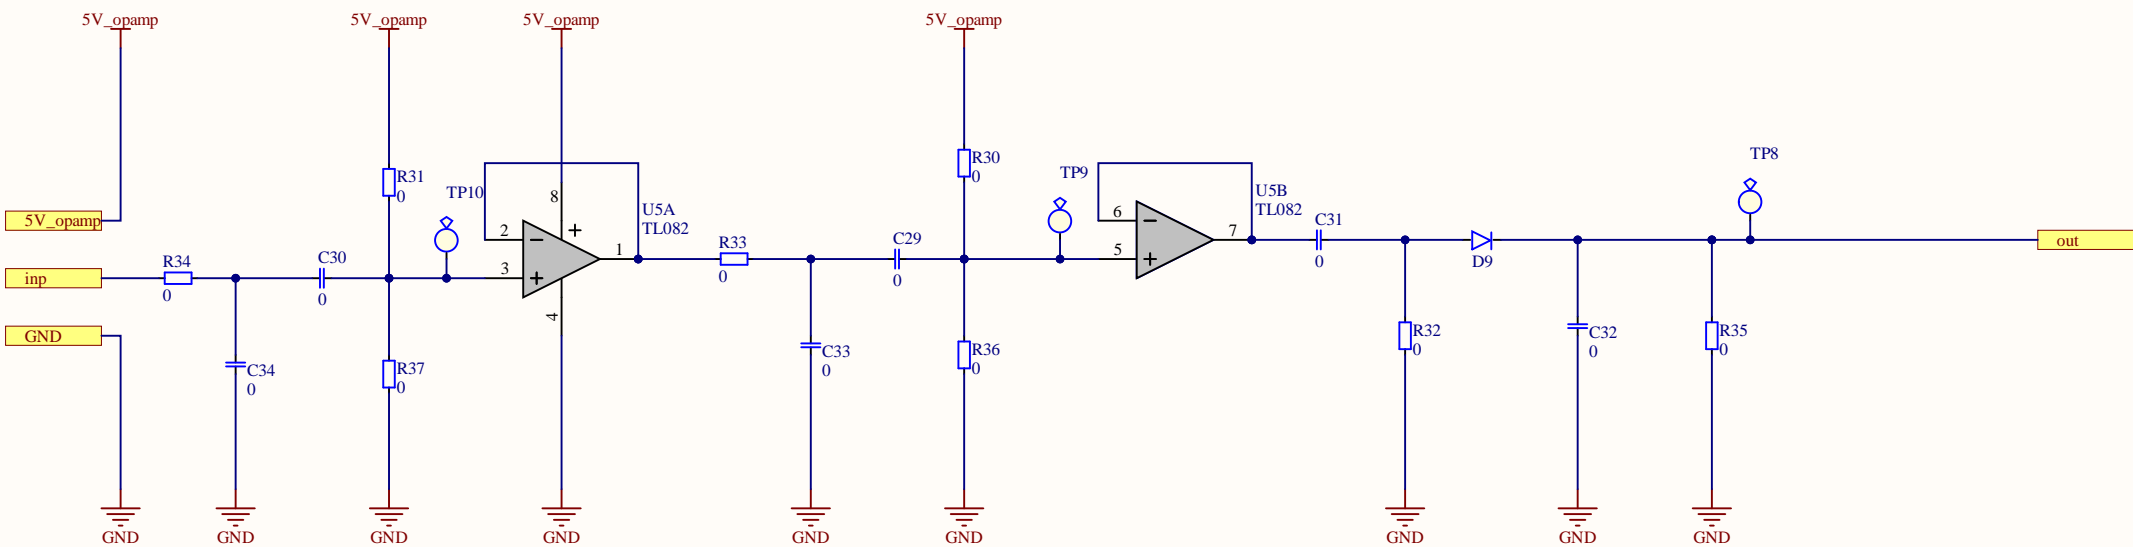 5V_opamp
5V_opamp
5V_opamp
5V_opamp
TP8
R30
0
TP9
R31
0
TP10
8
U5A
TL082
U5B
TL082
5V_opamp
2
1
6
7
5
C31
0
D9
out
R33
0
C29
0
inp
R34
0
C30
0
3
4
GND
C34
0
R37
0
C33
0
R36
0
R32
0
C32
0
R35
0
GND
GND
GND
GND
GND
GND
GND
GND
GND